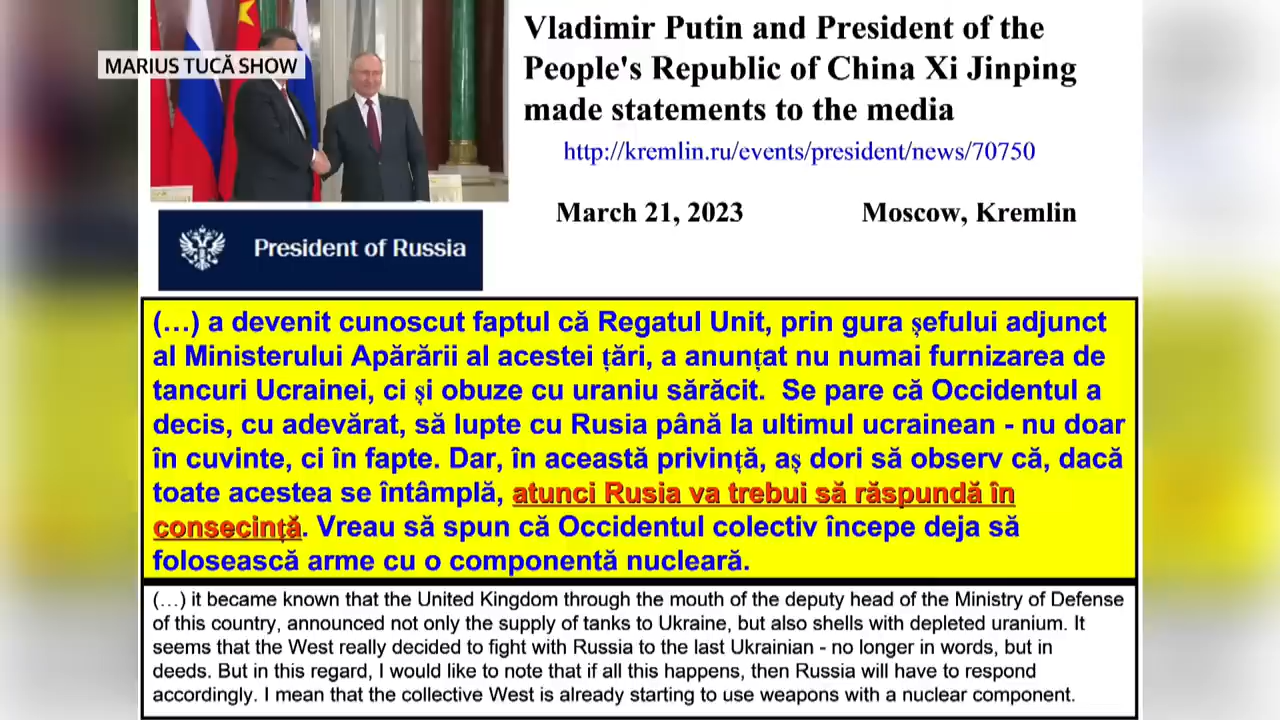 MARIUS TUCĂ SHOW
Vladimir Putin and President of the
People's Republic of China Xi Jinping
made statements to the media
http://kremlin.ru/events/president/news/70750
March 21, 2023 Moscow, Kremlin
President of Russia
(…) a devenit cunoscut faptul că Regatul Unit, prin gura șefului adjunct
al Ministerului Apărării al acestei țări, a anunțat nu numai furnizarea de
tancuri Ucrainei, ci și obuze cu uraniu sărăcit. Se pare că Occidentul a
decis, cu adevărat, să lupte cu Rusia până la ultimul ucrainean - nu doar
în cuvinte, ci în fapte. Dar, în această privință, aș dori să observ că, dacă
toate acestea se întâmplă, atunci Rusia va trebui să răspundă în
consecință. Vreau să spun că Occidentul colectiv începe deja să
folosească arme cu o componentă nucleară.
(…) it became known that the United Kingdom through the mouth of the deputy head of the Ministry of Defense
of this country, announced not only the supply of tanks to Ukraine, but also shells with depleted uranium. It
seems that the West really decided to fight with Russia to the last Ukrainian - no longer in words, but in
deeds. But in this regard, I would like to note that if all this happens, then Russia will have to respond
accordingly. I mean that the collective West is already starting to use weapons with a nuclear component.